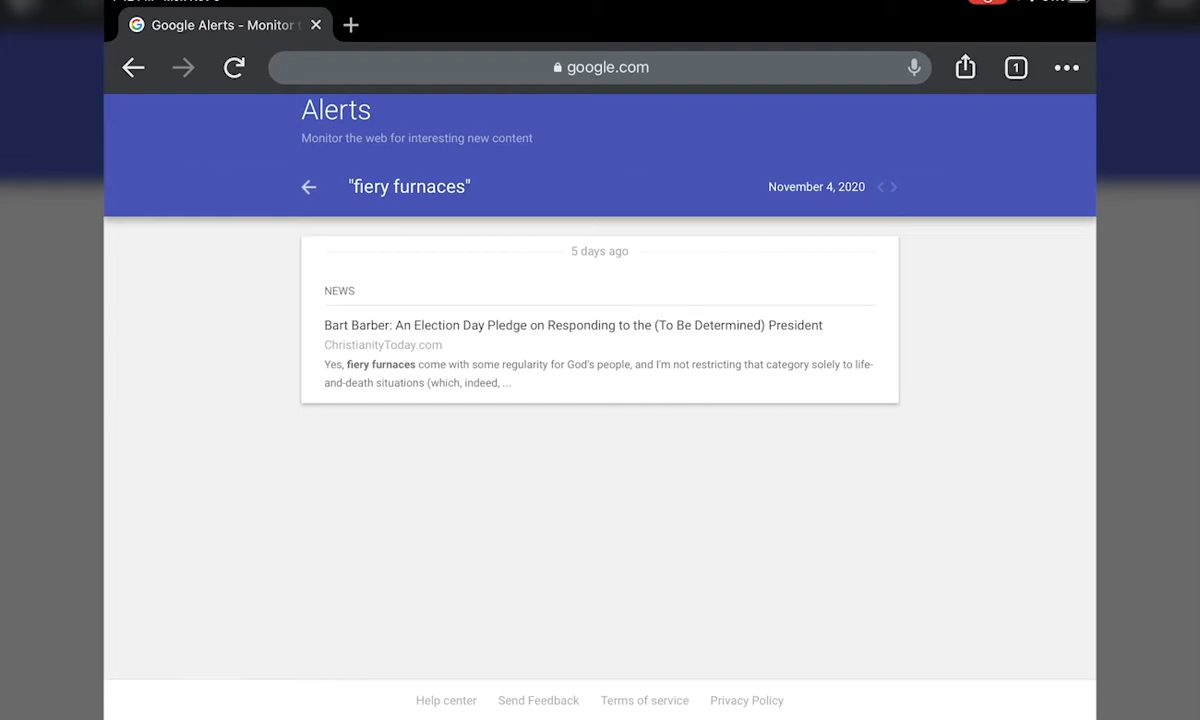 Google Alerts - Monitor t
google.com
1
Alerts
Monitor the web for interesting new content
"fiery furnaces"
November 4, 2020
5 days ago
NEWS
Bart Barber: An Election Day Pledge on Responding to the (To Be Determined) President
ChristianityToday.com
Yes, fiery furnaces come with some regularity for God's people, and I'm not restricting that category solely to life-
and-death situations (which, indeed, ...
Help center Send Feedback Terms of service Privacy Policy